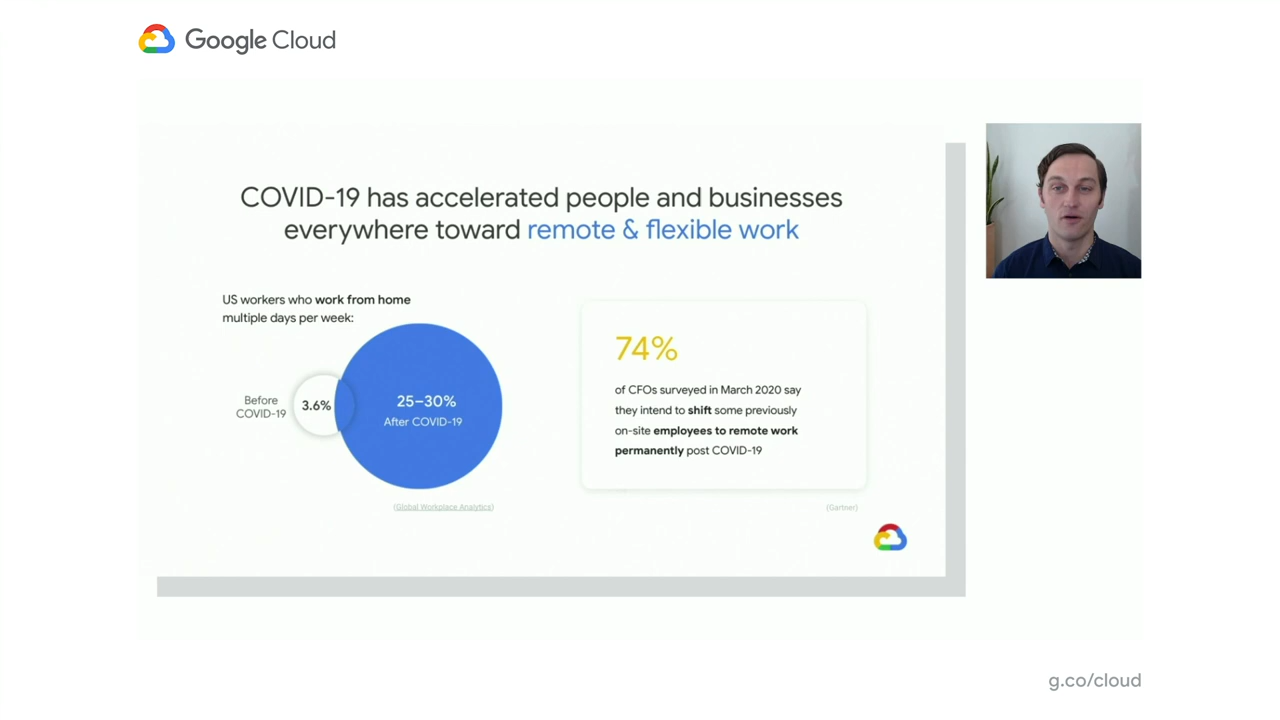 Google Cloud
COVID-19 has accelerated people and businesses
everywhere toward remote & flexible work
US workers who work from home
multiple days per week:
Before
COVID-19
3.6%
25–30%
After COVID-19
(Global Workplace Analytics)
74%
of CFOs surveyed in March 2020 say
they intend to shift some previously
on-site employees to remote work
permanently post COVID-19
(Gartner)
g.co/cloud